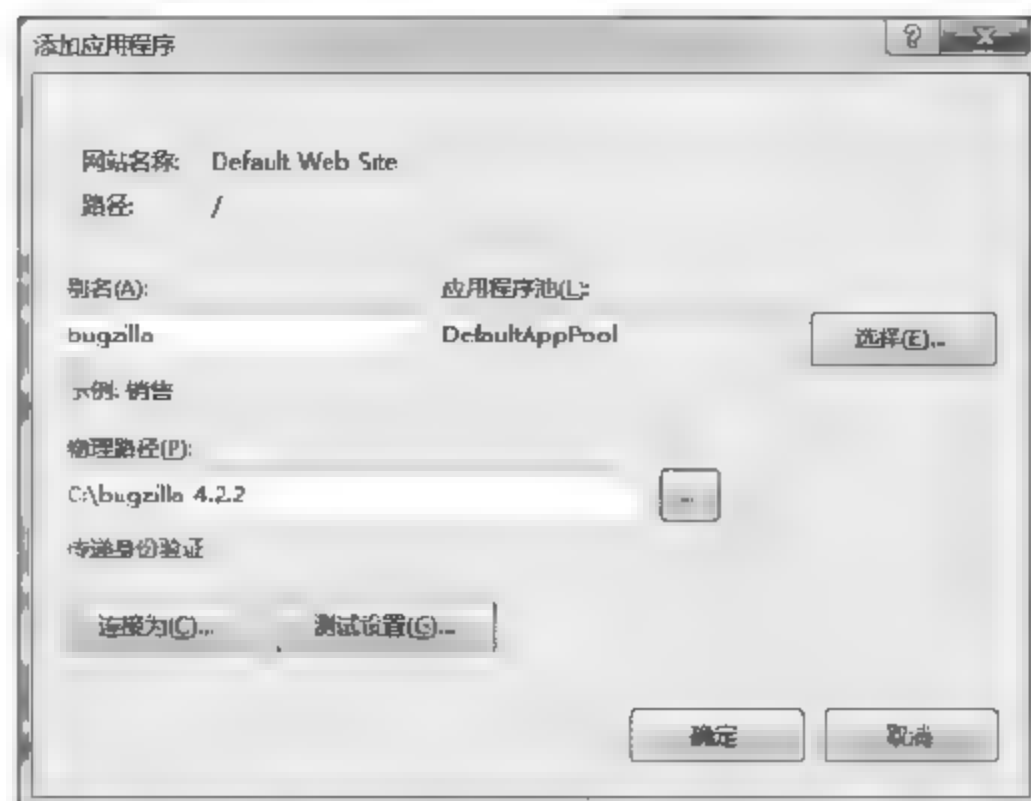 添加应用程序
网站名称: Default Web Site
路径: /
别名(A): 应用程序池(L):
bugzilla DefaultAppPool 选择(E)...
示例: 销售
物理路径(P):
C:\bugzilla 4.2.2 ...
传递身份验证
连接为(C)... 测试设置(G)...
确定 取消